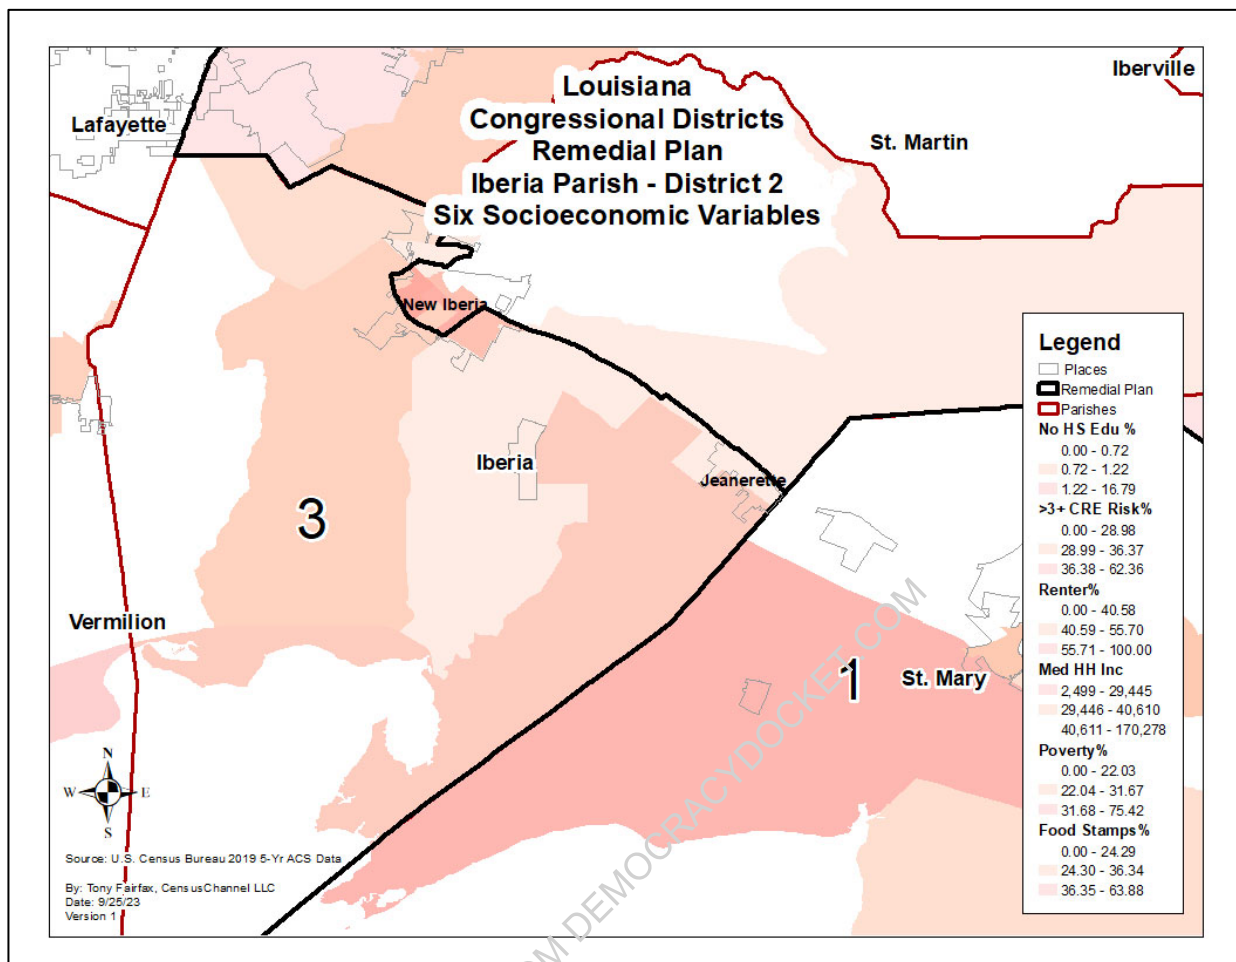 Louisiana
Congressional Districts
Remedial Plan
Iberia Parish - District 2
Six Socioeconomic Variables
Iberville
Lafayette
St. Martin
New Iberia
Iberia
Jeanerette
3
Vermilion
1
St. Mary
Legend
Places
Remedial Plan
Parishes
No HS Edu %
0.00 - 0.72
0.72 - 1.22
1.22 - 16.79
>3+ CRE Risk%
0.00 - 28.98
28.99 - 36.37
36.38 - 62.36
Renter%
0.00 - 40.58
40.59 - 55.70
55.71 - 100.00
Med HH Inc
2,499 - 29,445
29,446 - 40,610
40,611 - 170,278
Poverty%
0.00 - 22.03
22.04 - 31.67
31.68 - 75.42
Food Stamps%
0.00 - 24.29
24.30 - 36.34
36.35 - 63.88
N
W E
S
Source: U.S. Census Bureau 2019 5-Yr ACS Data
By: Tony Fairfax, CensusChannel LLC
Date: 9/25/23
Version 1
DEMOCRACYDOCKET.COM